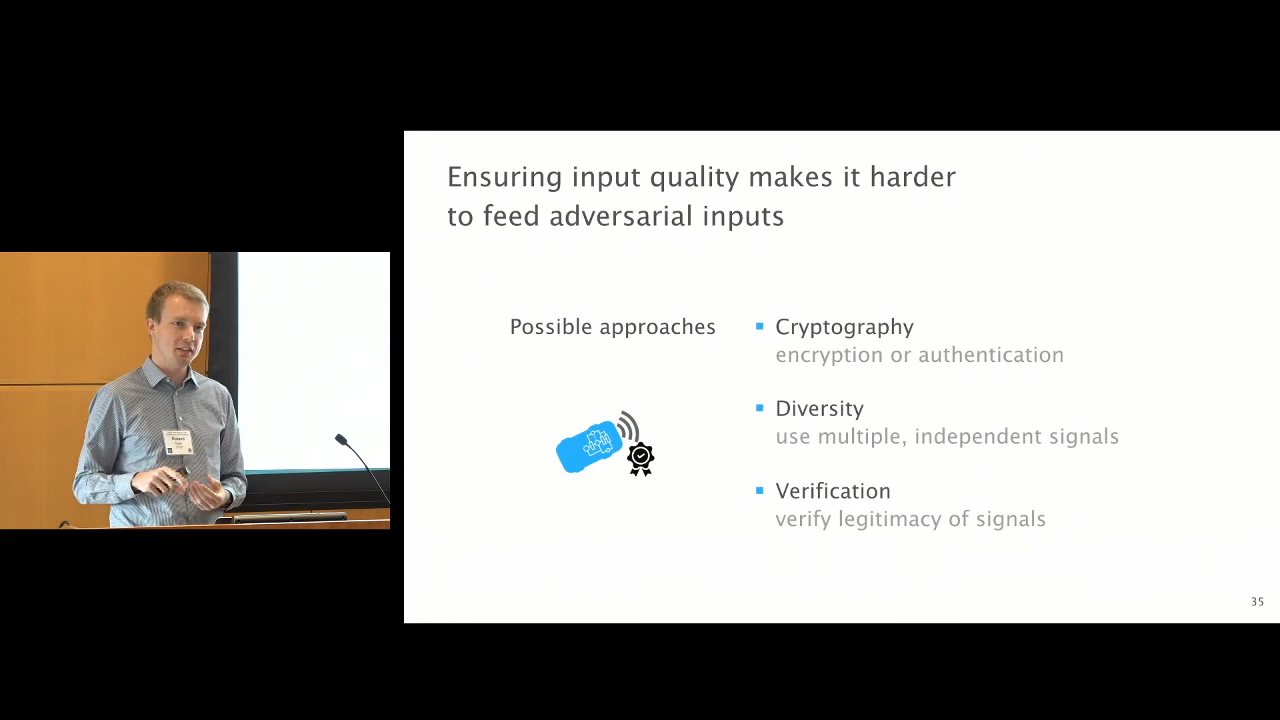 Ensuring input quality makes it harder
to feed adversarial inputs
Possible approaches
Cryptography
encryption or authentication
Diversity
use multiple, independent signals
Verification
verify legitimacy of signals
35